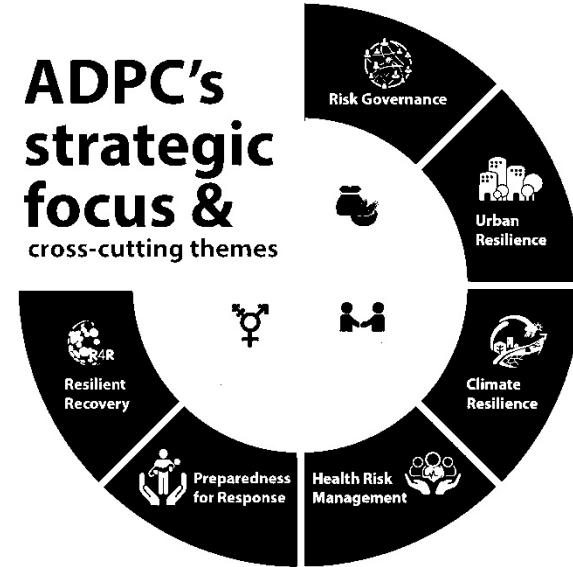 ADPC's
strategic
focus &
cross-cutting themes
Risk Governance
Urban
Resilience
Climate
Resilience
Health Risk
Management
Preparedness
for Response
R4R
Resilient
Recovery